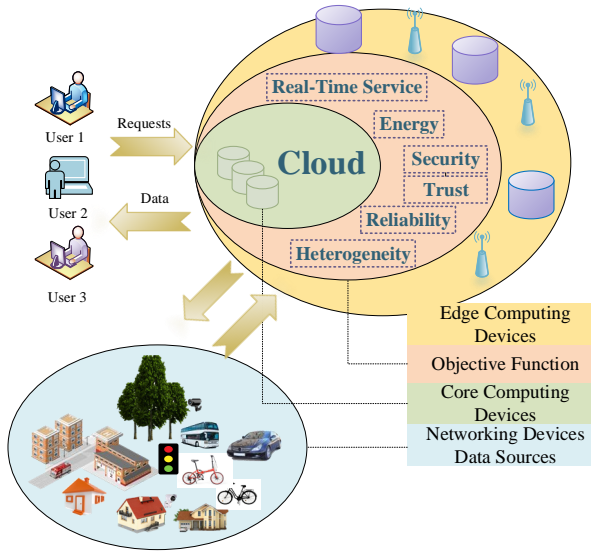 Real-Time Service
Energy
Security
Trust
Reliability
Heterogeneity
Cloud
User 1
Requests
User 2
Data
User 3
Edge Computing
Devices
Objective Function
Core Computing
Devices
Networking Devices
Data Sources